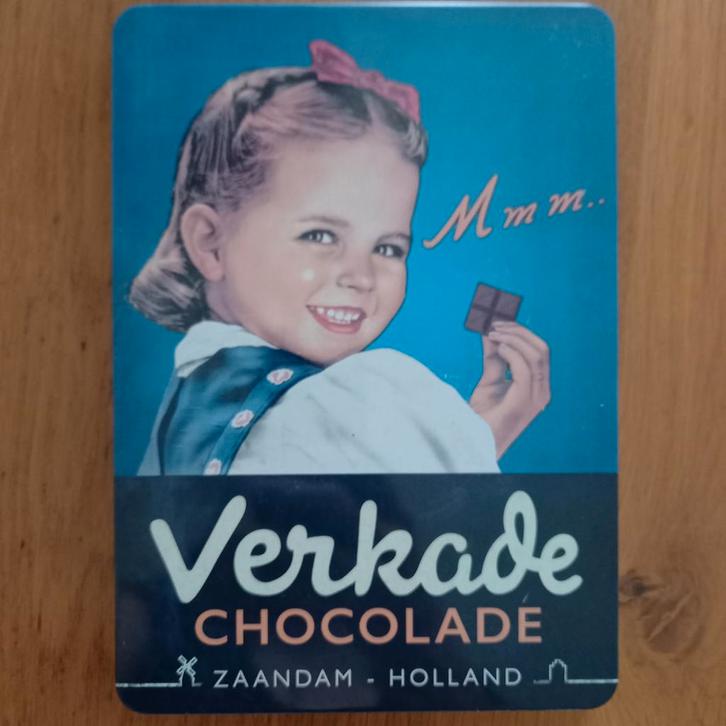 Mmm..
Verkade
CHOCOLADE
ZAANDAM - HOLLAND